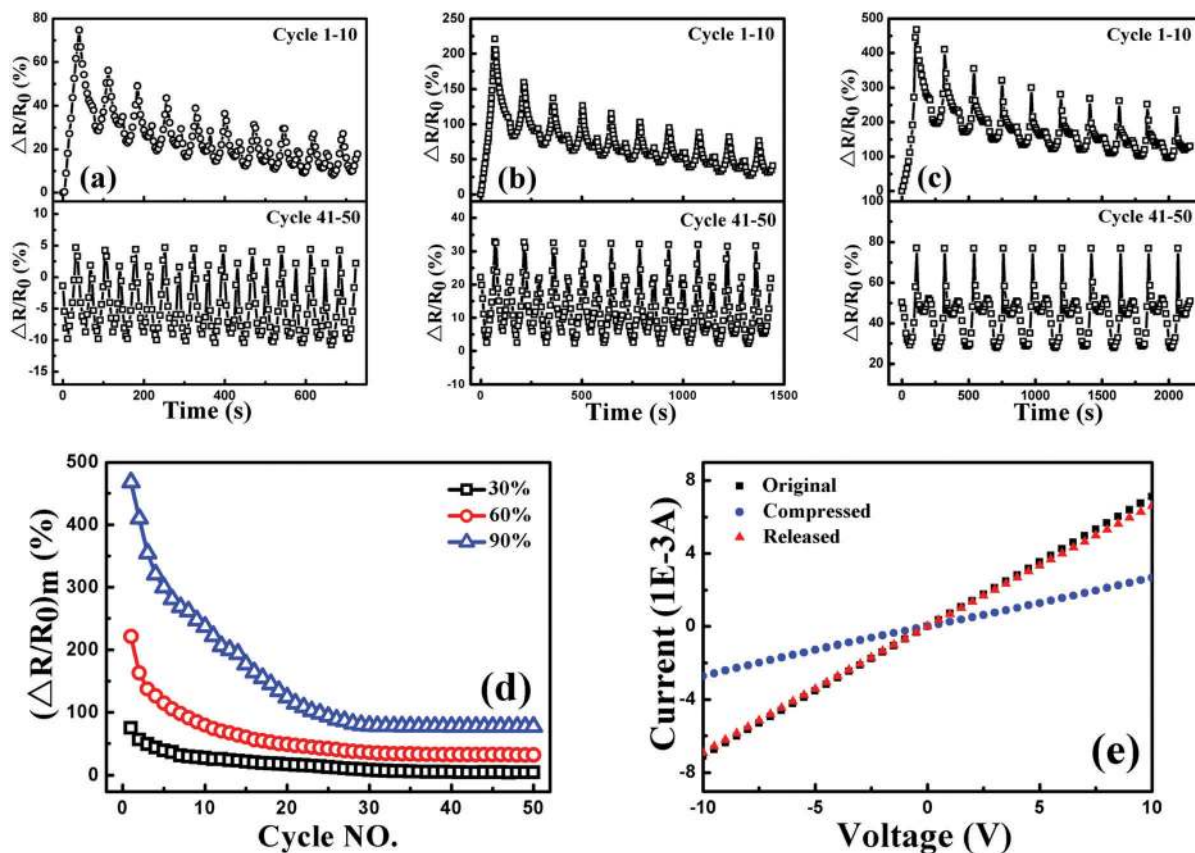 80
60
40
20
0
△R/R0 (%)
Cycle 1-10
(a)
5
0
-5
-10
-15
△R/R0 (%)
Cycle 41-50
0 200 400 600
Time (s)
250
200
150
100
50
0
△R/R0 (%)
Cycle 1-10
(b)
40
30
20
10
0
-10
△R/R0 (%)
Cycle 41-50
0 500 1000 1500
Time (s)
500
400
300
200
100
0
△R/R0 (%)
Cycle 1-10
(c)
100
80
60
40
20
△R/R0 (%)
Cycle 41-50
0 500 1000 1500 2000
Time (s)
500
400
300
200
100
0
(△R/R0)m (%)
30%
60%
90%
(d)
0 10 20 30 40 50
Cycle NO.
8
4
0
-4
-8
Current (1E-3A)
Original
Compressed
Released
(e)
-10 -5 0 5 10
Voltage (V)